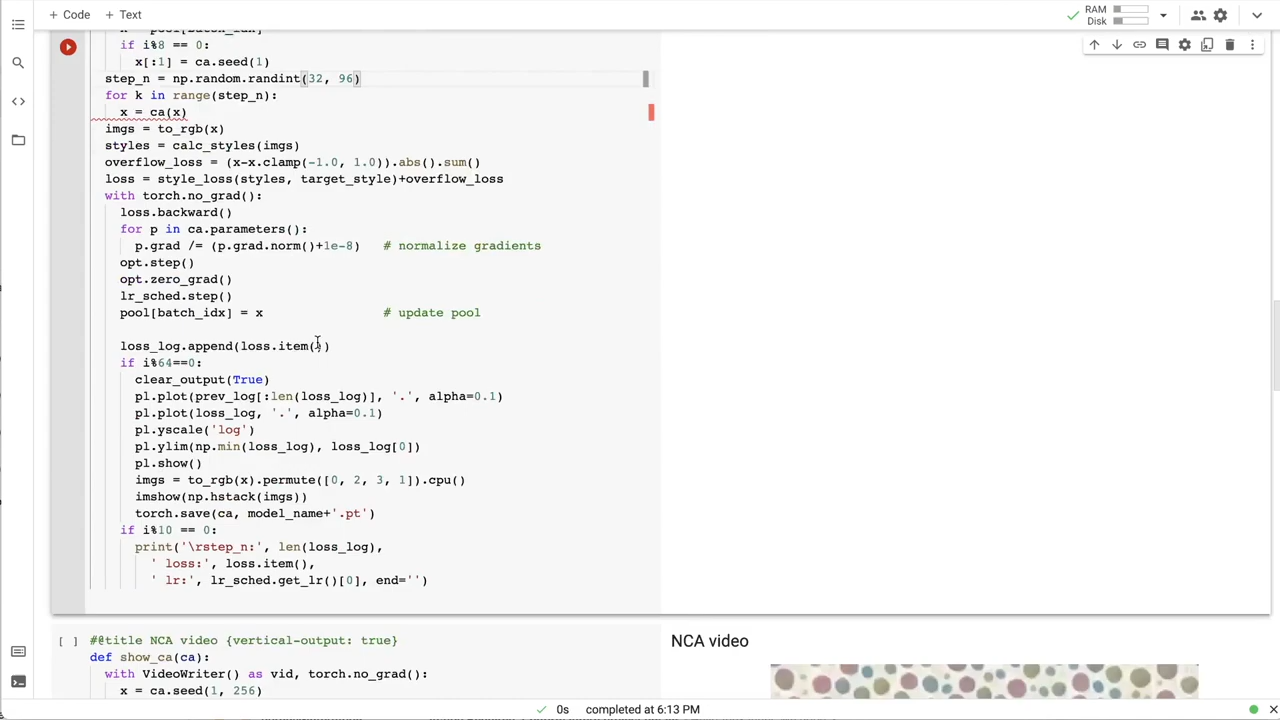 + Code + Text
RAM
Disk
x = pool[batch_idx]
if i%8 == 0:
x[:1] = ca.seed(1)
step_n = np.random.randint(32, 96)
for k in range(step_n):
x = ca(x)
imgs = to_rgb(x)
styles = calc_styles(imgs)
overflow_loss = (x-x.clamp(-1.0, 1.0)).abs().sum()
loss = style_loss(styles, target_style)+overflow_loss
with torch.no_grad():
loss.backward()
for p in ca.parameters():
p.grad /= (p.grad.norm()+1e-8) # normalize gradients
opt.step()
opt.zero_grad()
lr_sched.step()
pool[batch_idx] = x # update pool
loss_log.append(loss.item())
if i%64==0:
clear_output(True)
pl.plot(prev_log[:len(loss_log)], '.', alpha=0.1)
pl.plot(loss_log, '.', alpha=0.1)
pl.yscale('log')
pl.ylim(np.min(loss_log), loss_log[0])
pl.show()
imgs = to_rgb(x).permute([0, 2, 3, 1]).cpu()
imshow(np.hstack(imgs))
torch.save(ca, model_name+'.pt')
if i%10 == 0:
print('\rstep_n:', len(loss_log),
' loss:', loss.item(),
' lr:', lr_sched.get_lr()[0], end='')
[ ] #@title NCA video {vertical-output: true}
def show_ca(ca):
with VideoWriter() as vid, torch.no_grad():
x = ca.seed(1, 256)
NCA video
0s completed at 6:13 PM